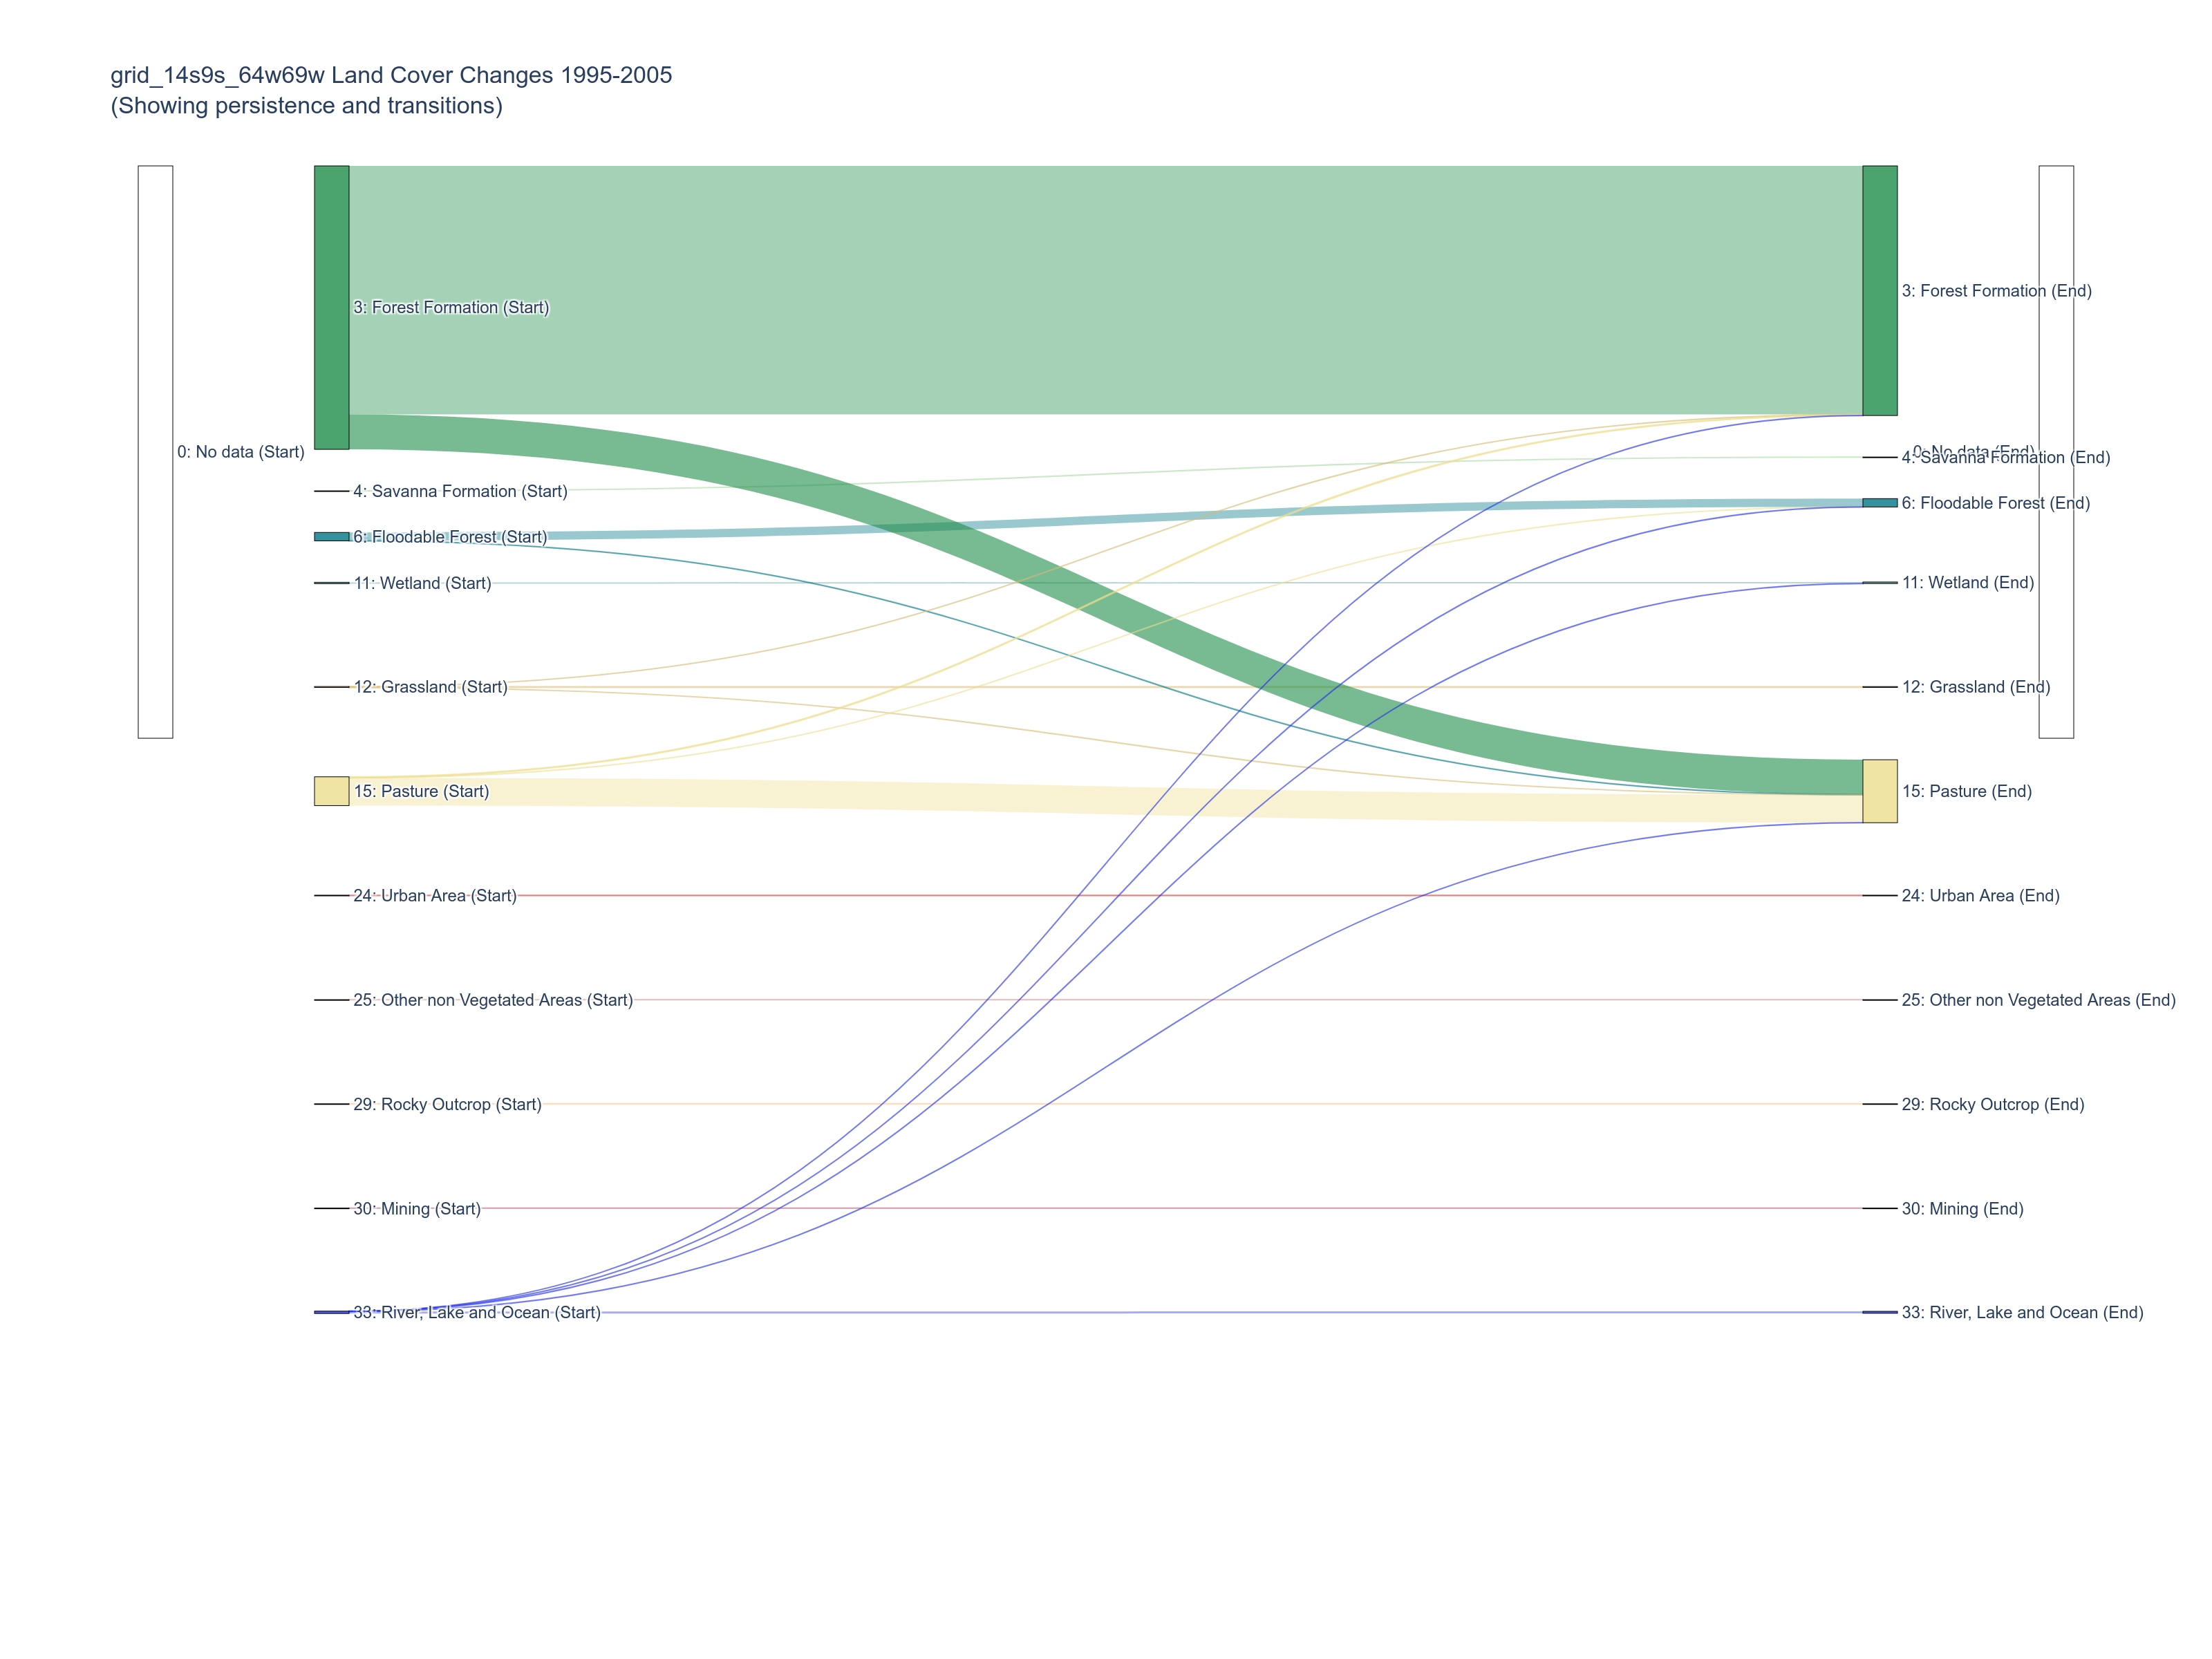 grid_14s9s_64w69w Land Cover Changes 1995-2005
(Showing persistence and transitions)
3: Forest Formation (Start)
3: Forest Formation (End)
0: No data (Start)
0: No data (End)
4: Savanna Formation (End)
4: Savanna Formation (Start)
6: Floodable Forest (End)
6: Floodable Forest (Start)
11: Wetland (Start)
11: Wetland (End)
12: Grassland (Start)
12: Grassland (End)
15: Pasture (Start)
15: Pasture (End)
24: Urban Area (Start)
24: Urban Area (End)
25: Other non Vegetated Areas (Start)
25: Other non Vegetated Areas (End)
29: Rocky Outcrop (Start)
29: Rocky Outcrop (End)
30: Mining (Start)
30: Mining (End)
33: River, Lake and Ocean (Start)
33: River, Lake and Ocean (End)